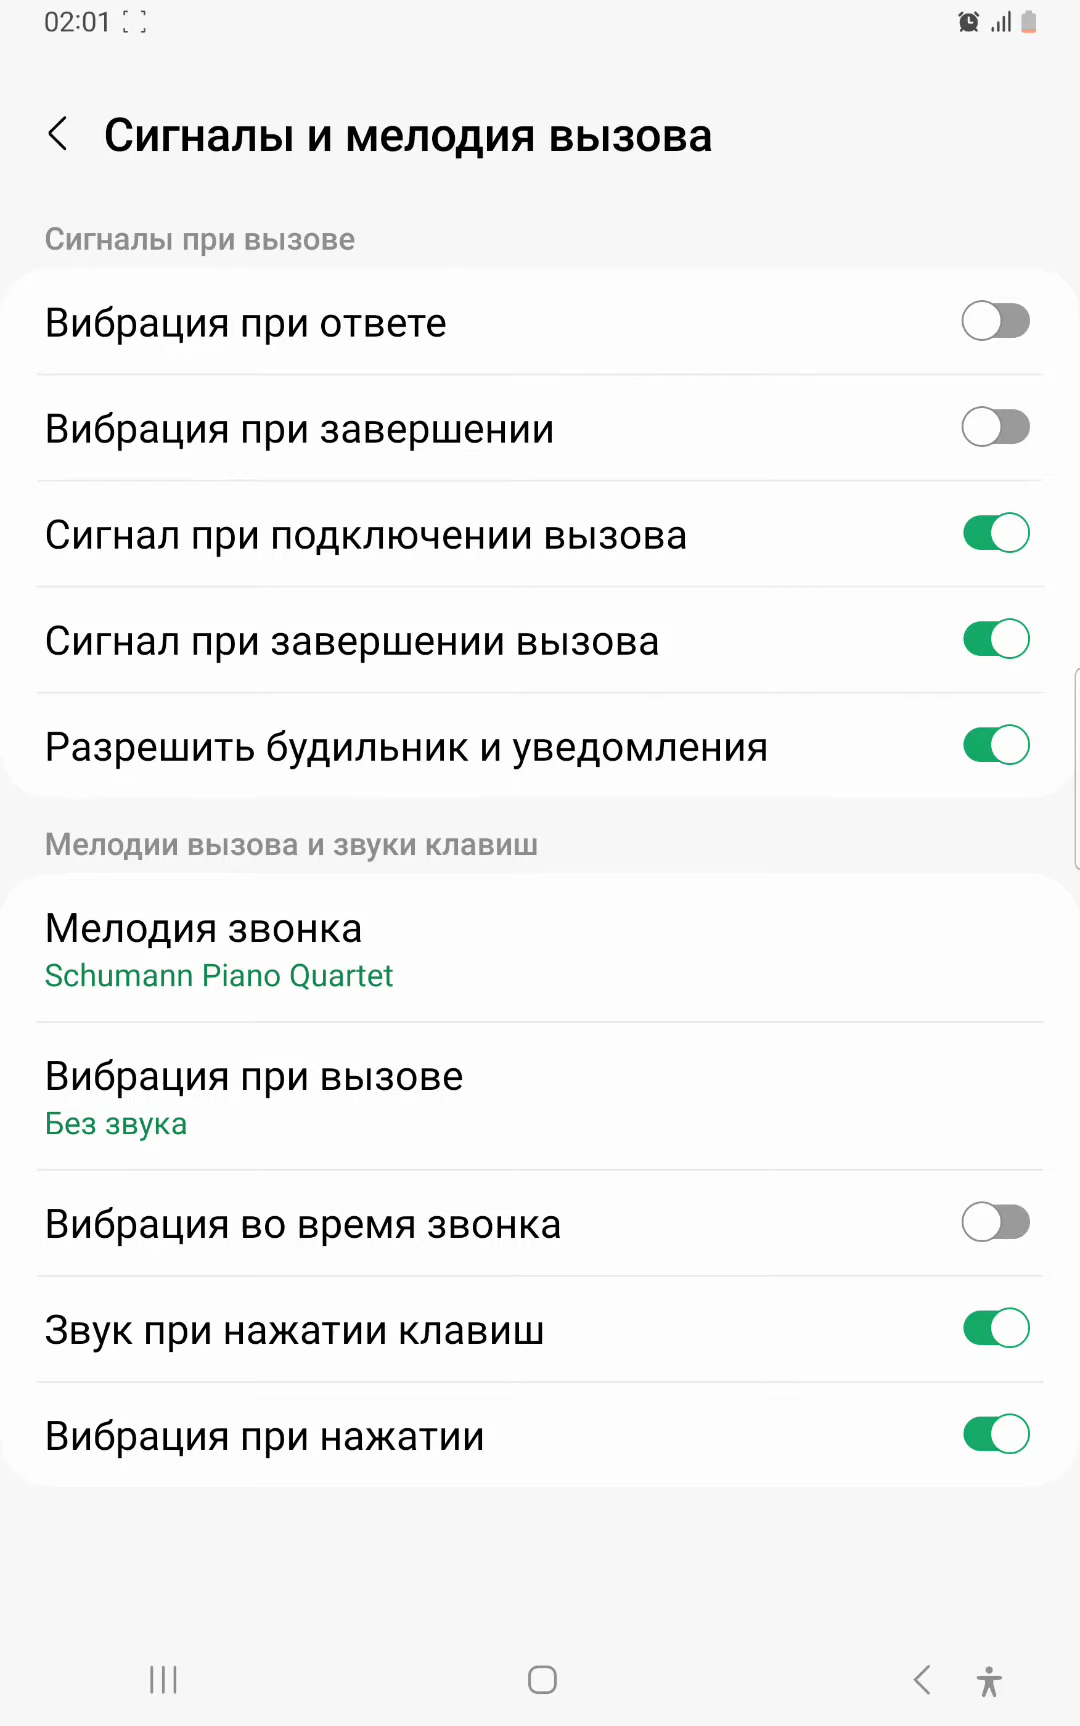 02:01
Сигналы и мелодия вызова
Сигналы при вызове
Вибрация при ответе
Вибрация при завершении
Сигнал при подключении вызова
Сигнал при завершении вызова
Разрешить будильник и уведомления
Мелодии вызова и звуки клавиш
Мелодия звонка
Schumann Piano Quartet
Вибрация при вызове
Без звука
Вибрация во время звонка
Звук при нажатии клавиш
Вибрация при нажатии